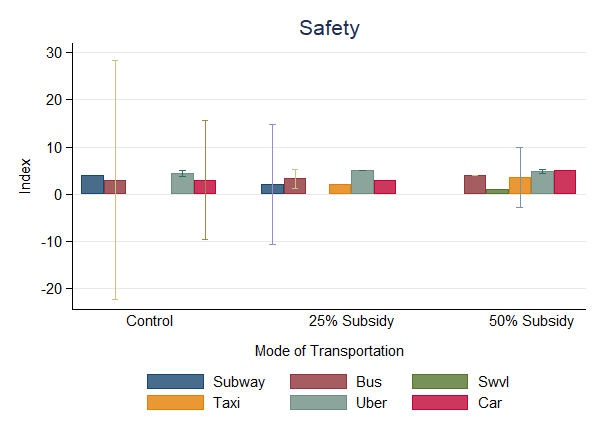 Safety
30
20
10
0
-10
-20
Index
Control 25% Subsidy 50% Subsidy
Mode of Transportation
Subway Bus Swvl
Taxi Uber Car